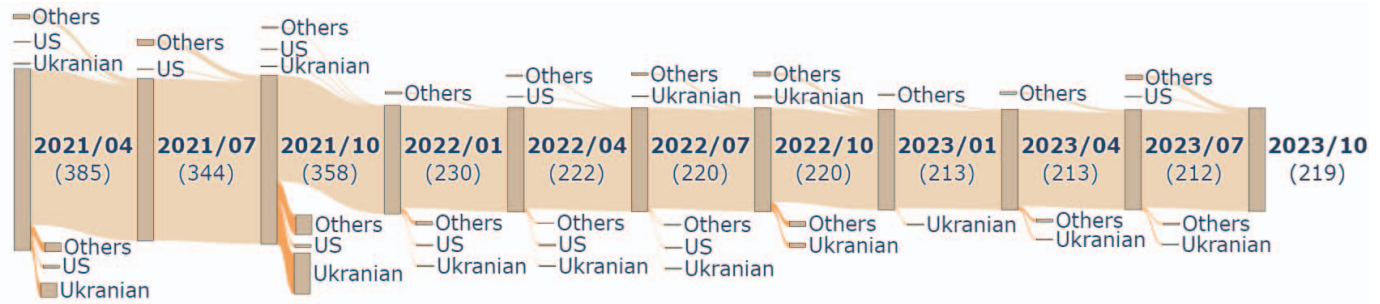 Others
US
Ukranian
2021/04
(385)
Others
US
Ukranian
Others
US
2021/07
(344)
Others
US
Ukranian
2021/10
(358)
Others
US
Ukranian
Others
2022/01
(230)
Others
US
Ukranian
Others
US
2022/04
(222)
Others
US
Ukranian
Others
Ukranian
2022/07
(220)
Others
US
Ukranian
Others
Ukranian
2022/10
(220)
Others
Ukranian
Others
2023/01
(213)
Ukranian
Others
2023/04
(213)
Others
Ukranian
Others
US
2023/07
(212)
Others
Ukranian
2023/10
(219)